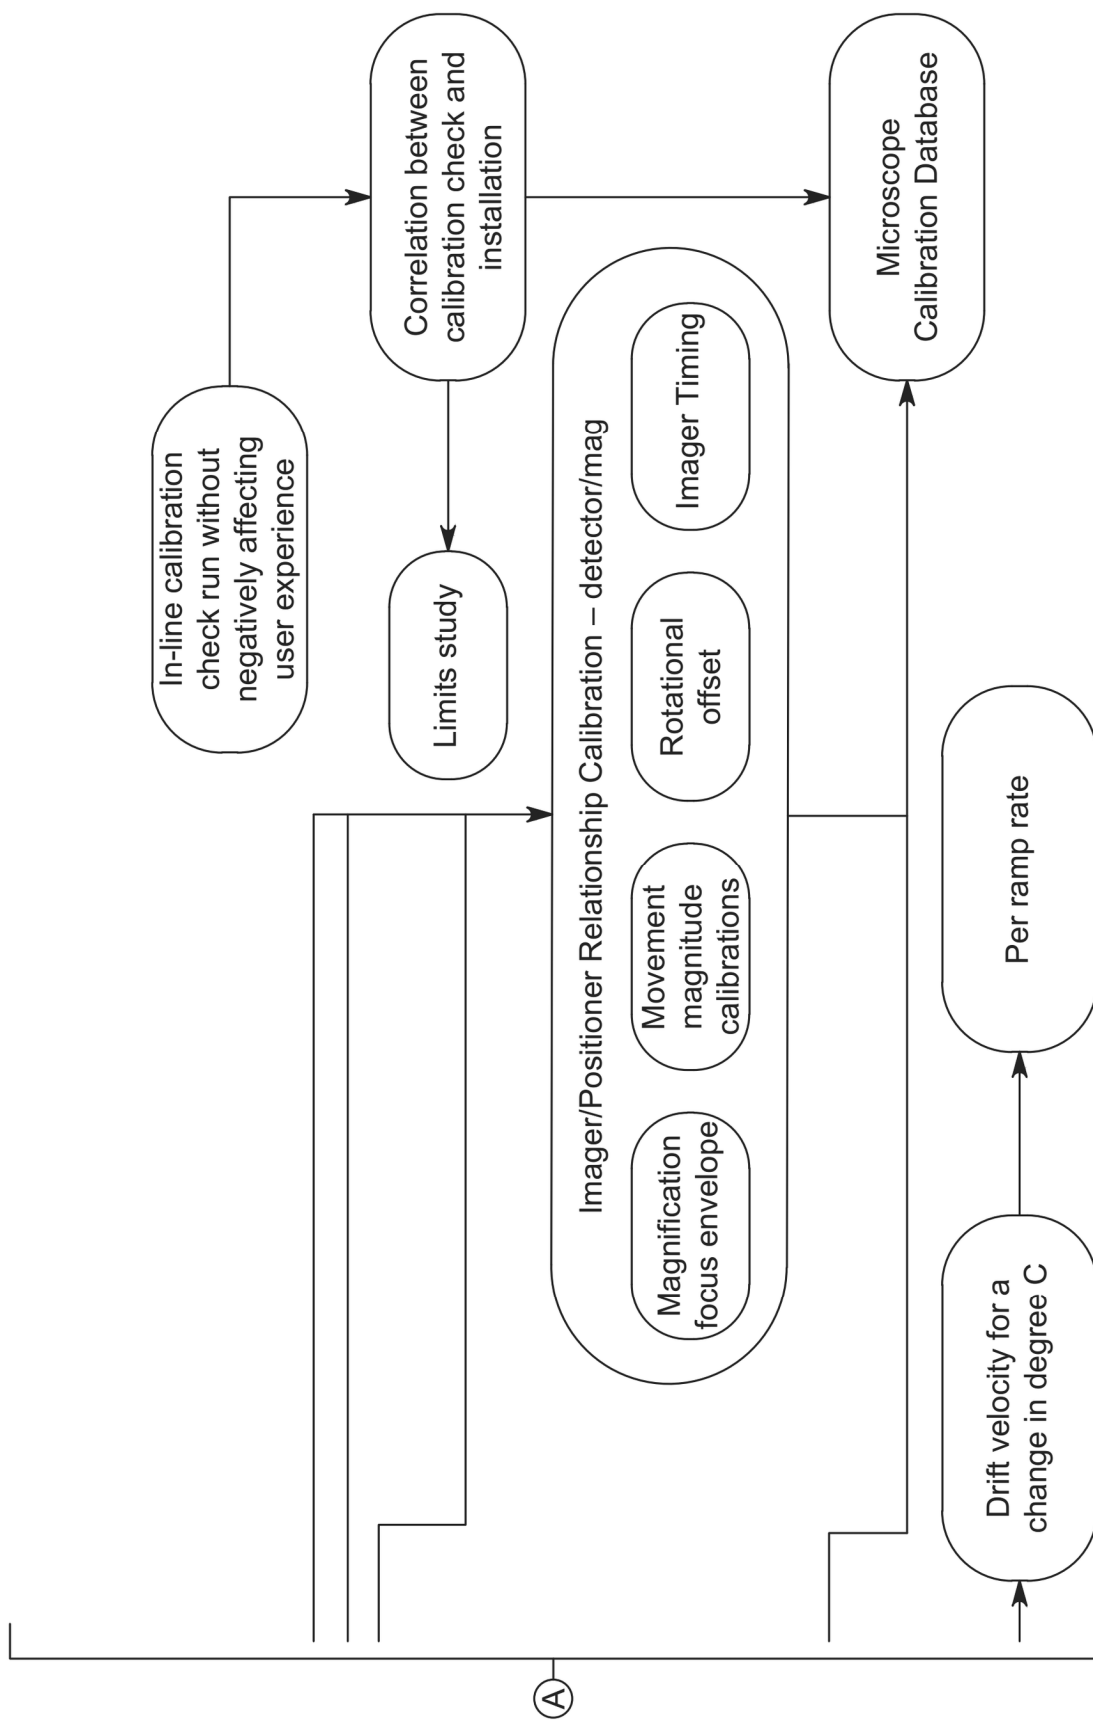 In-line calibration
check run without
negatively affecting
user experience
Correlation between
calibration check and
installation
Limits study
Imager/Positioner Relationship Calibration – detector/mag
Magnification
focus envelope
Movement
magnitude
calibrations
Rotational
offset
Imager Timing
Microscope
Calibration Database
Drift velocity for a
change in degree C
Per ramp rate
A